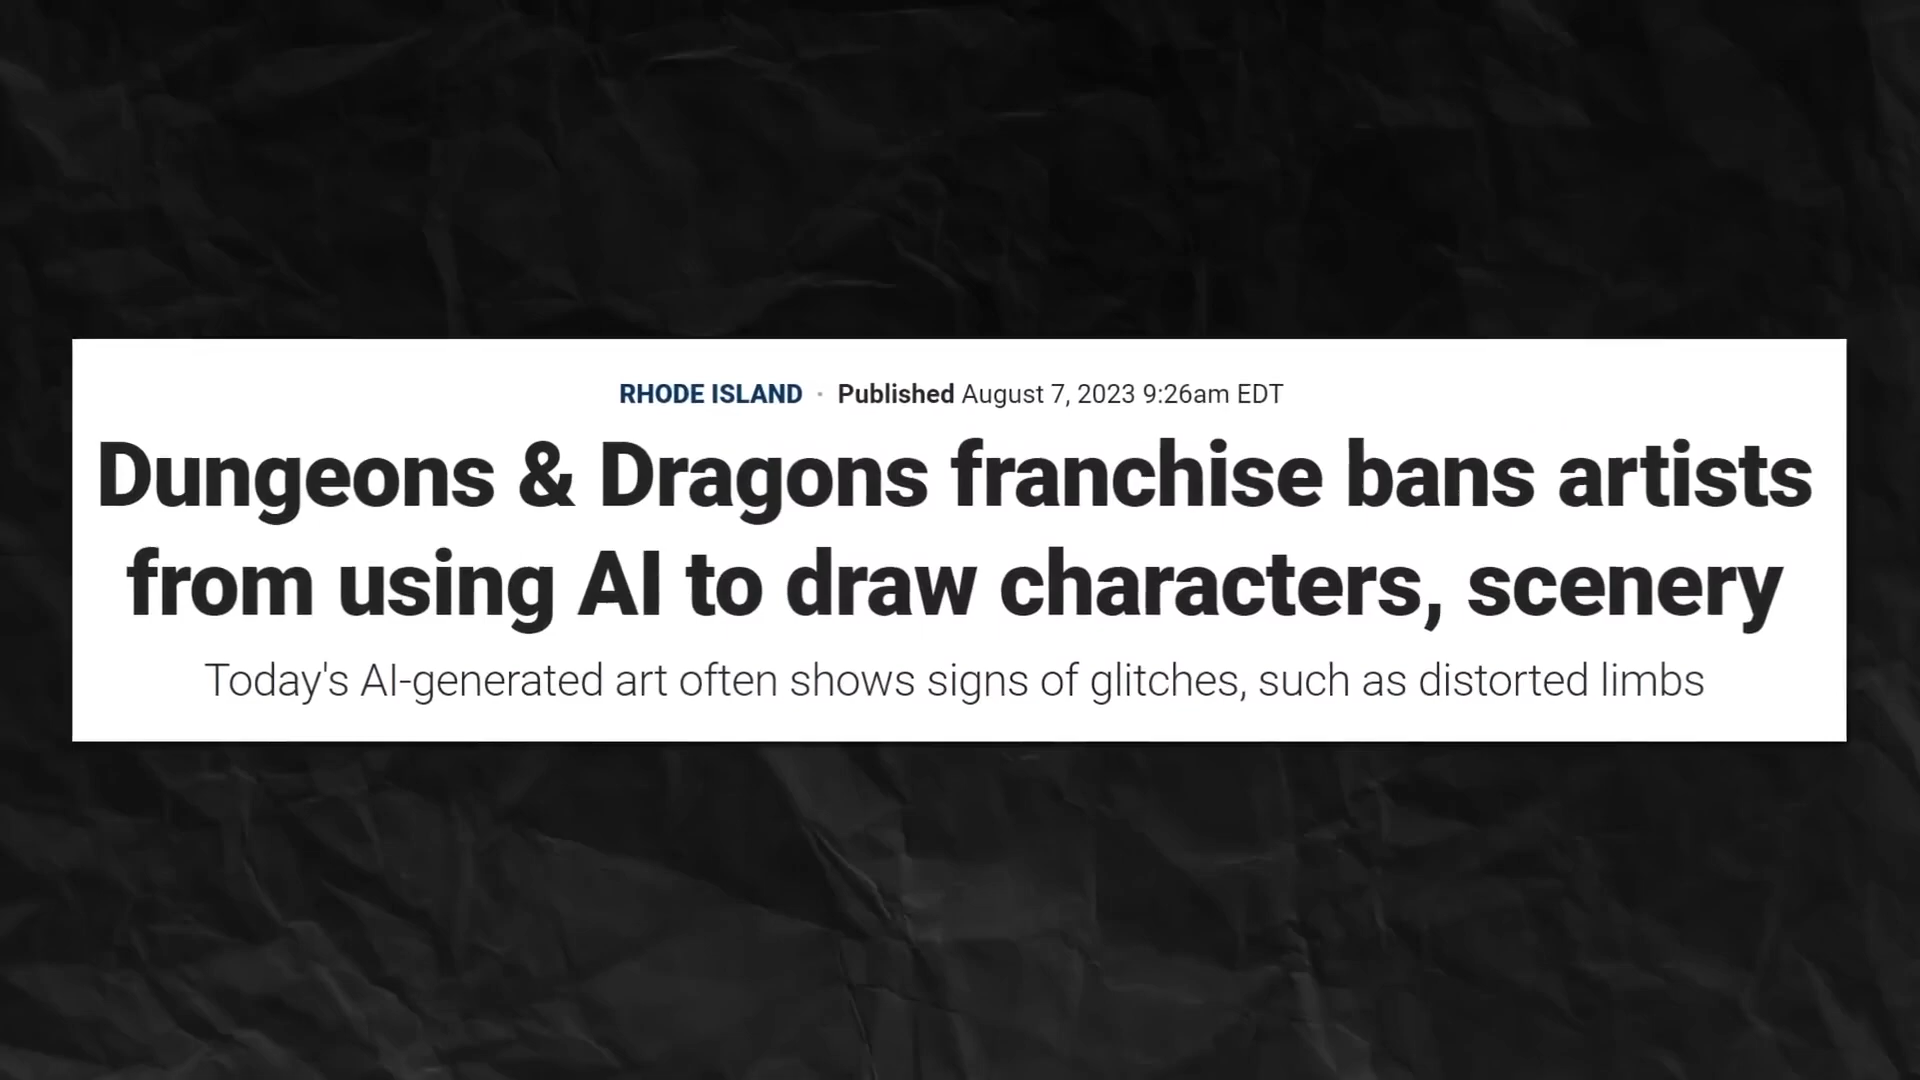 RHODE ISLAND · Published August 7, 2023 9:26am EDT
Dungeons & Dragons franchise bans artists
from using AI to draw characters, scenery
Today's AI-generated art often shows signs of glitches, such as distorted limbs